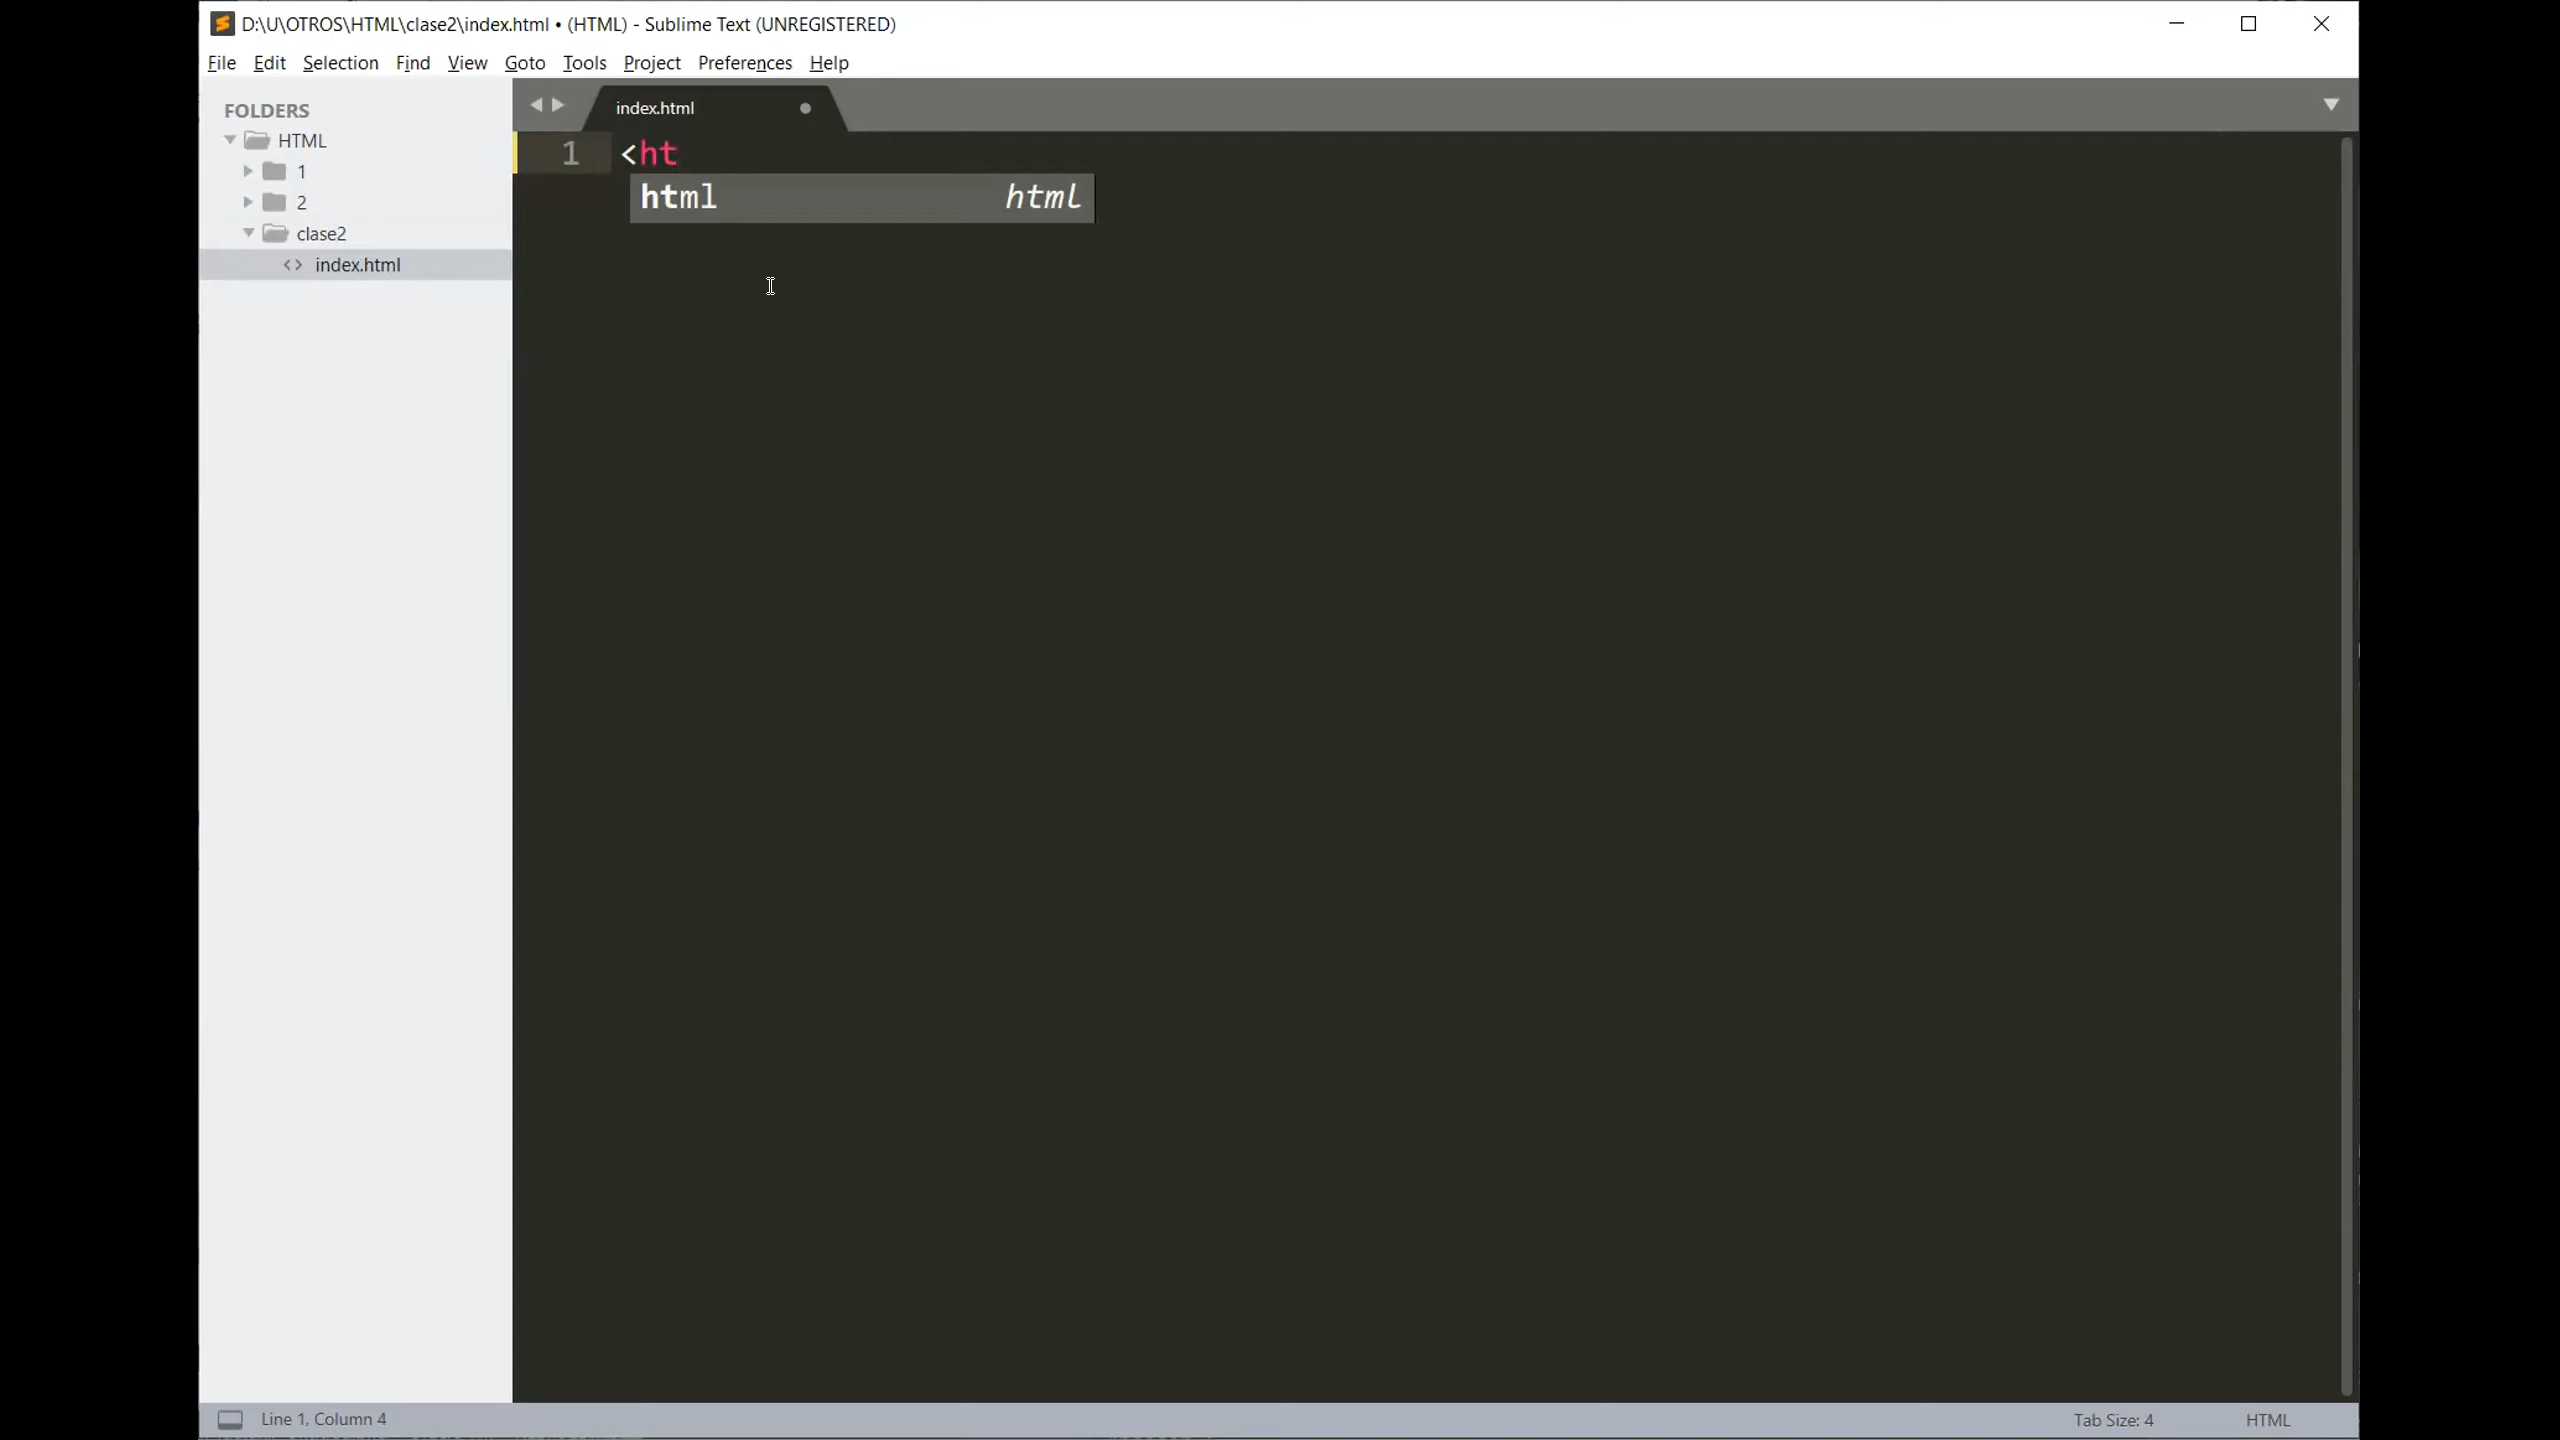 D:\U\OTROS\HTML\clase2\index.html • (HTML) - Sublime Text (UNREGISTERED)
File Edit Selection Find View Goto Tools Project Preferences Help
FOLDERS
HTML
1
2
clase2
<> index.html
index.html
1 <ht
html html
Line 1, Column 4
Tab Size: 4 HTML